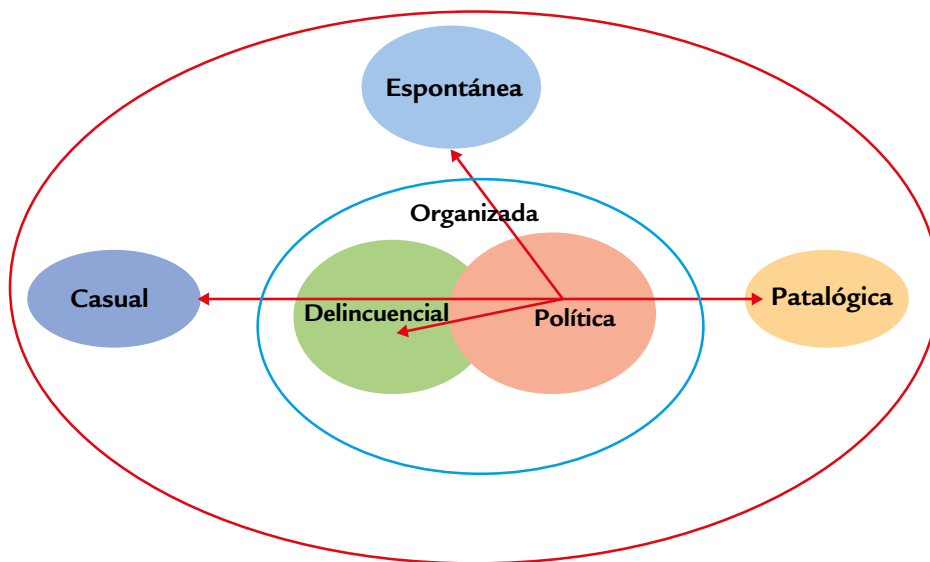 Espontánea
Organizada
Casual
Delincuencial
Política
Patalógica